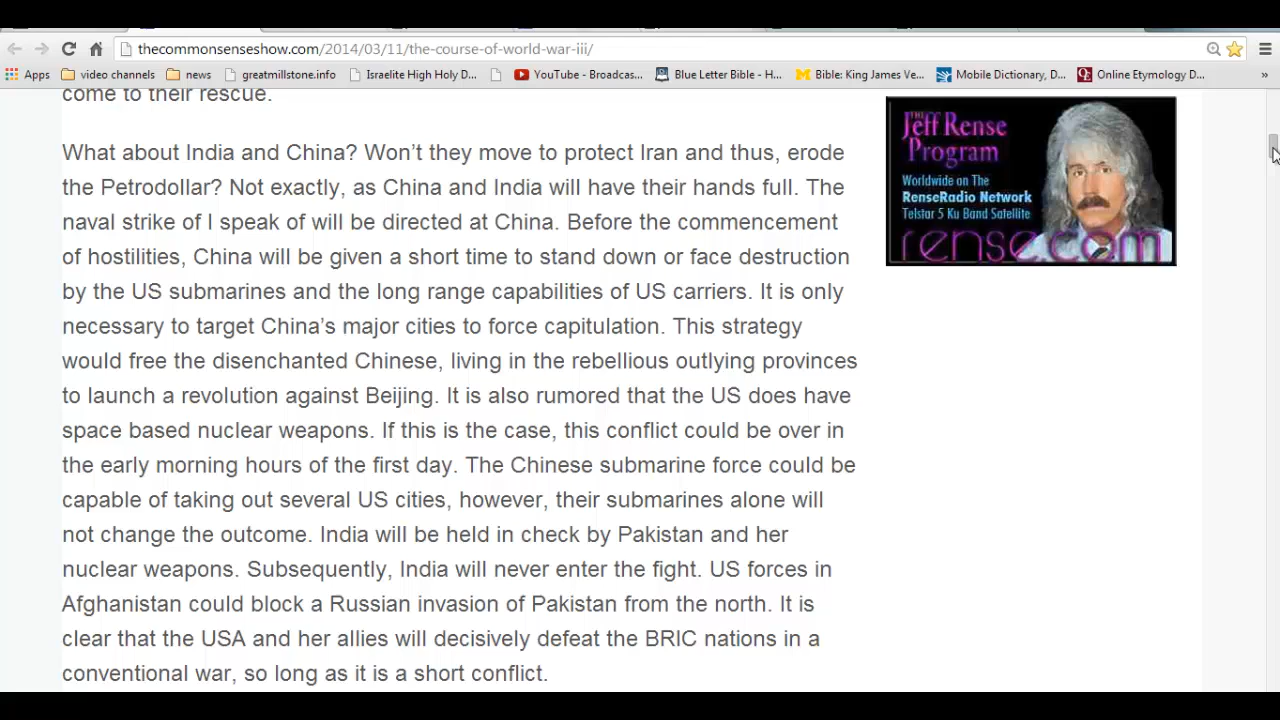 thecommonsenseshow.com/2014/03/11/the-course-of-world-war-iii/
Apps video channels news greatmillstone.info Israelite High Holy D... YouTube - Broadcas... Blue Letter Bible - H... Bible: King James Ve... Mobile Dictionary, D... Online Etymology D... »
come to their rescue.
What about India and China? Won't they move to protect Iran and thus, erode
the Petrodollar? Not exactly, as China and India will have their hands full. The
naval strike of I speak of will be directed at China. Before the commencement
of hostilities, China will be given a short time to stand down or face destruction
by the US submarines and the long range capabilities of US carriers. It is only
necessary to target China's major cities to force capitulation. This strategy
would free the disenchanted Chinese, living in the rebellious outlying provinces
to launch a revolution against Beijing. It is also rumored that the US does have
space based nuclear weapons. If this is the case, this conflict could be over in
the early morning hours of the first day. The Chinese submarine force could be
capable of taking out several US cities, however, their submarines alone will
not change the outcome. India will be held in check by Pakistan and her
nuclear weapons. Subsequently, India will never enter the fight. US forces in
Afghanistan could block a Russian invasion of Pakistan from the north. It is
clear that the USA and her allies will decisively defeat the BRIC nations in a
conventional war, so long as it is a short conflict.
THE
Jeff Rense
Program
Worldwide on The
RenseRadio Network
Telstar 5 Ku Band Satellite
rense.com